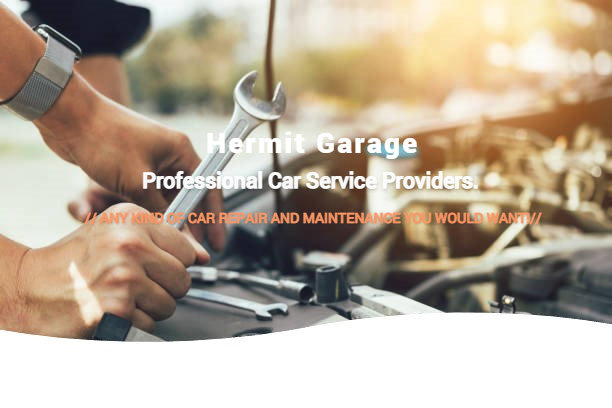 Hermit Garage
Professional Car Service Providers.
// ANY KIND OF CAR REPAIR AND MAINTENANCE YOU WOULD WANT!//